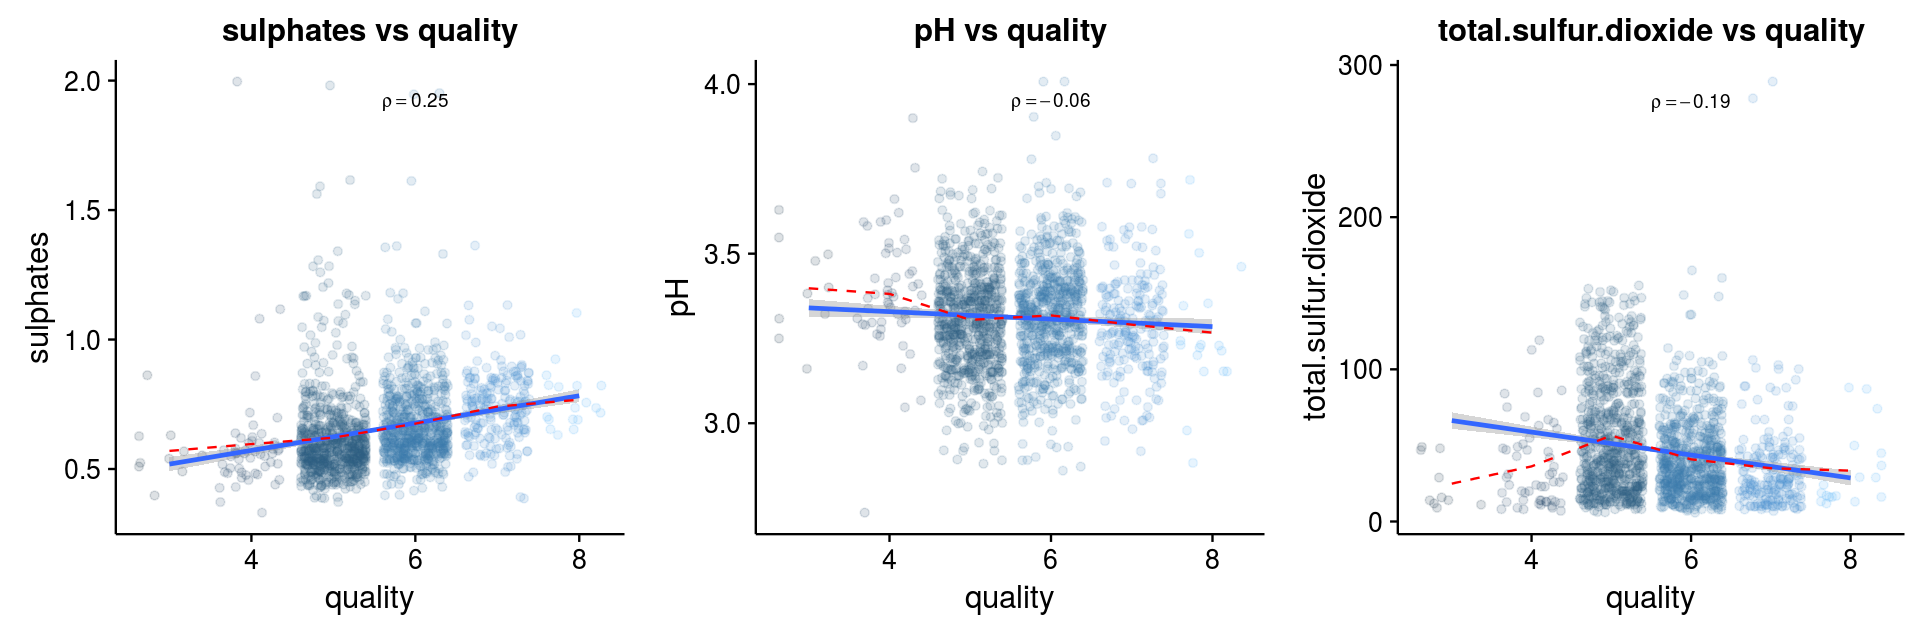 sulphates vs quality
ρ = 0.25
2.0
1.5
1.0
0.5
sulphates
4 6 8
quality
pH vs quality
ρ = −0.06
4.0
3.5
3.0
pH
4 6 8
quality
total.sulfur.dioxide vs quality
ρ = −0.19
300
200
100
0
total.sulfur.dioxide
4 6 8
quality